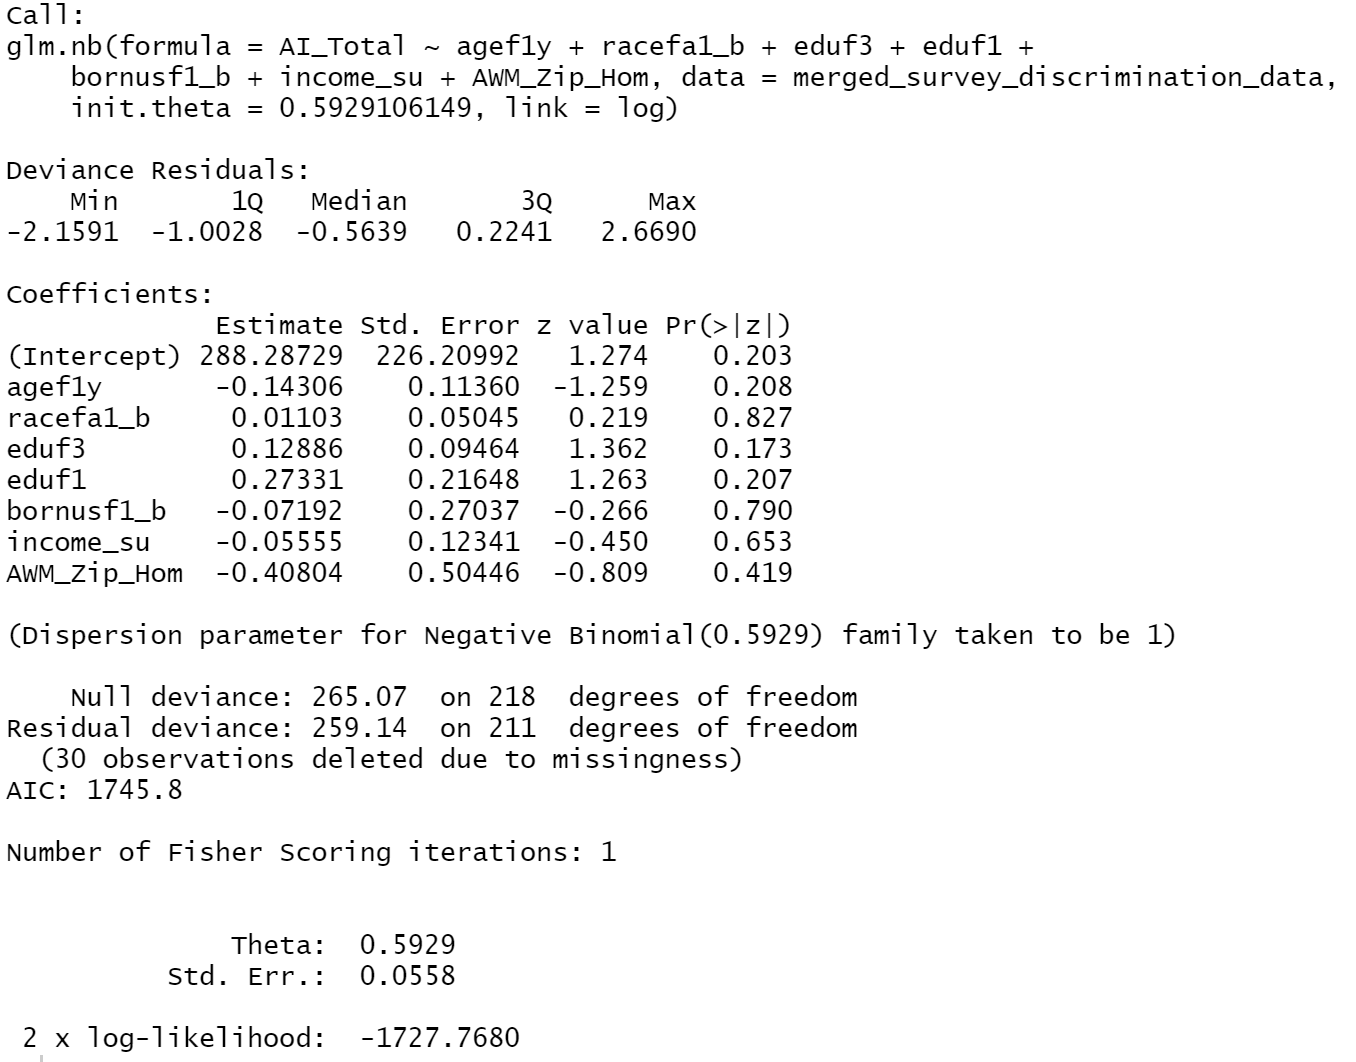 Call:
glm.nb(formula = AI_Total ~ agef1y + racefa1_b + eduf3 + eduf1 +
    bornusf1_b + income_su + AWM_Zip_Hom, data = merged_survey_discrimination_data,
    init.theta = 0.5929106149, link = log)

Deviance Residuals:
    Min       1Q   Median       3Q      Max
-2.1591  -1.0028  -0.5639   0.2241   2.6690

Coefficients:
             Estimate Std. Error z value Pr(>|z|)
(Intercept) 288.28729  226.20992   1.274    0.203
agef1y       -0.14306    0.11360  -1.259    0.208
racefa1_b     0.01103    0.05045   0.219    0.827
eduf3         0.12886    0.09464   1.362    0.173
eduf1         0.27331    0.21648   1.263    0.207
bornusf1_b   -0.07192    0.27037  -0.266    0.790
income_su    -0.05555    0.12341  -0.450    0.653
AWM_Zip_Hom  -0.40804    0.50446  -0.809    0.419

(Dispersion parameter for Negative Binomial(0.5929) family taken to be 1)

    Null deviance: 265.07  on 218  degrees of freedom
Residual deviance: 259.14  on 211  degrees of freedom
  (30 observations deleted due to missingness)
AIC: 1745.8

Number of Fisher Scoring iterations: 1


              Theta:  0.5929
          Std. Err.:  0.0558

 2 x log-likelihood:  -1727.7680